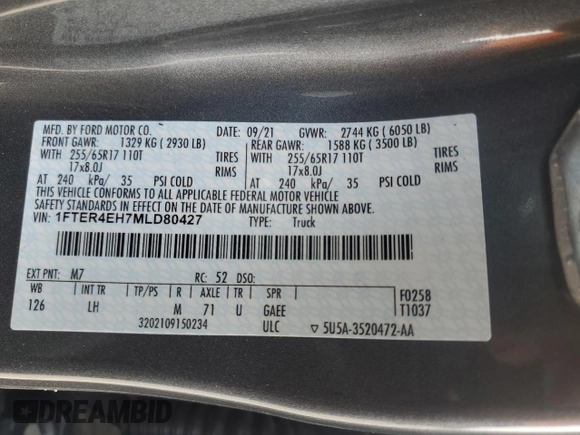 MFD. BY FORD MOTOR CO. DATE: 09/21 GVWR: 2744 KG ( 6050 LB)
FRONT GAWR: 1329 KG ( 2930 LB) REAR GAWR: 1588 KG ( 3500 LB)
WITH 255/65R17 110T TIRES WITH 255/65R17 110T TIRES
17x8.0J RIMS 17x8.0J RIMS
AT 240 kPa/ 35 PSI COLD AT 240 kPa/ 35 PSI COLD
THIS VEHICLE CONFORMS TO ALL APPLICABLE FEDERAL MOTOR VEHICLE
SAFETY STANDARDS IN EFFECT ON THE DATE OF MANUFACTURE SHOWN ABOVE.
VIN: 1FTER4EH7MLD80427 TYPE: Truck
EXT PNT: M7 RC: 52 DSO:
WB INT TR TP/PS R AXLE TR SPR F0258
126 LH M 71 U GAEE T1037
3202109150234 ULC ▽ 5U5A-3520472-AA
DREAMBID